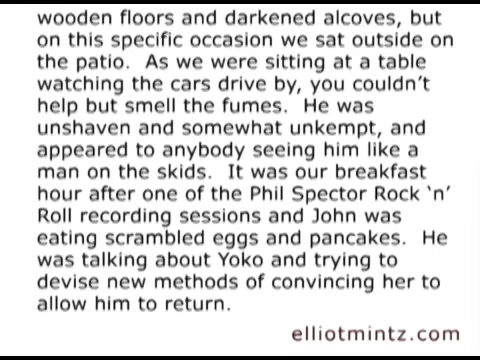 wooden floors and darkened alcoves, but
on this specific occasion we sat outside on
the patio.  As we were sitting at a table
watching the cars drive by, you couldn’t
help but smell the fumes.  He was
unshaven and somewhat unkempt, and
appeared to anybody seeing him like a
man on the skids.  It was our breakfast
hour after one of the Phil Spector Rock ‘n’
Roll recording sessions and John was
eating scrambled eggs and pancakes.  He
was talking about Yoko and trying to
devise new methods of convincing her to
allow him to return.
elliotmintz.com